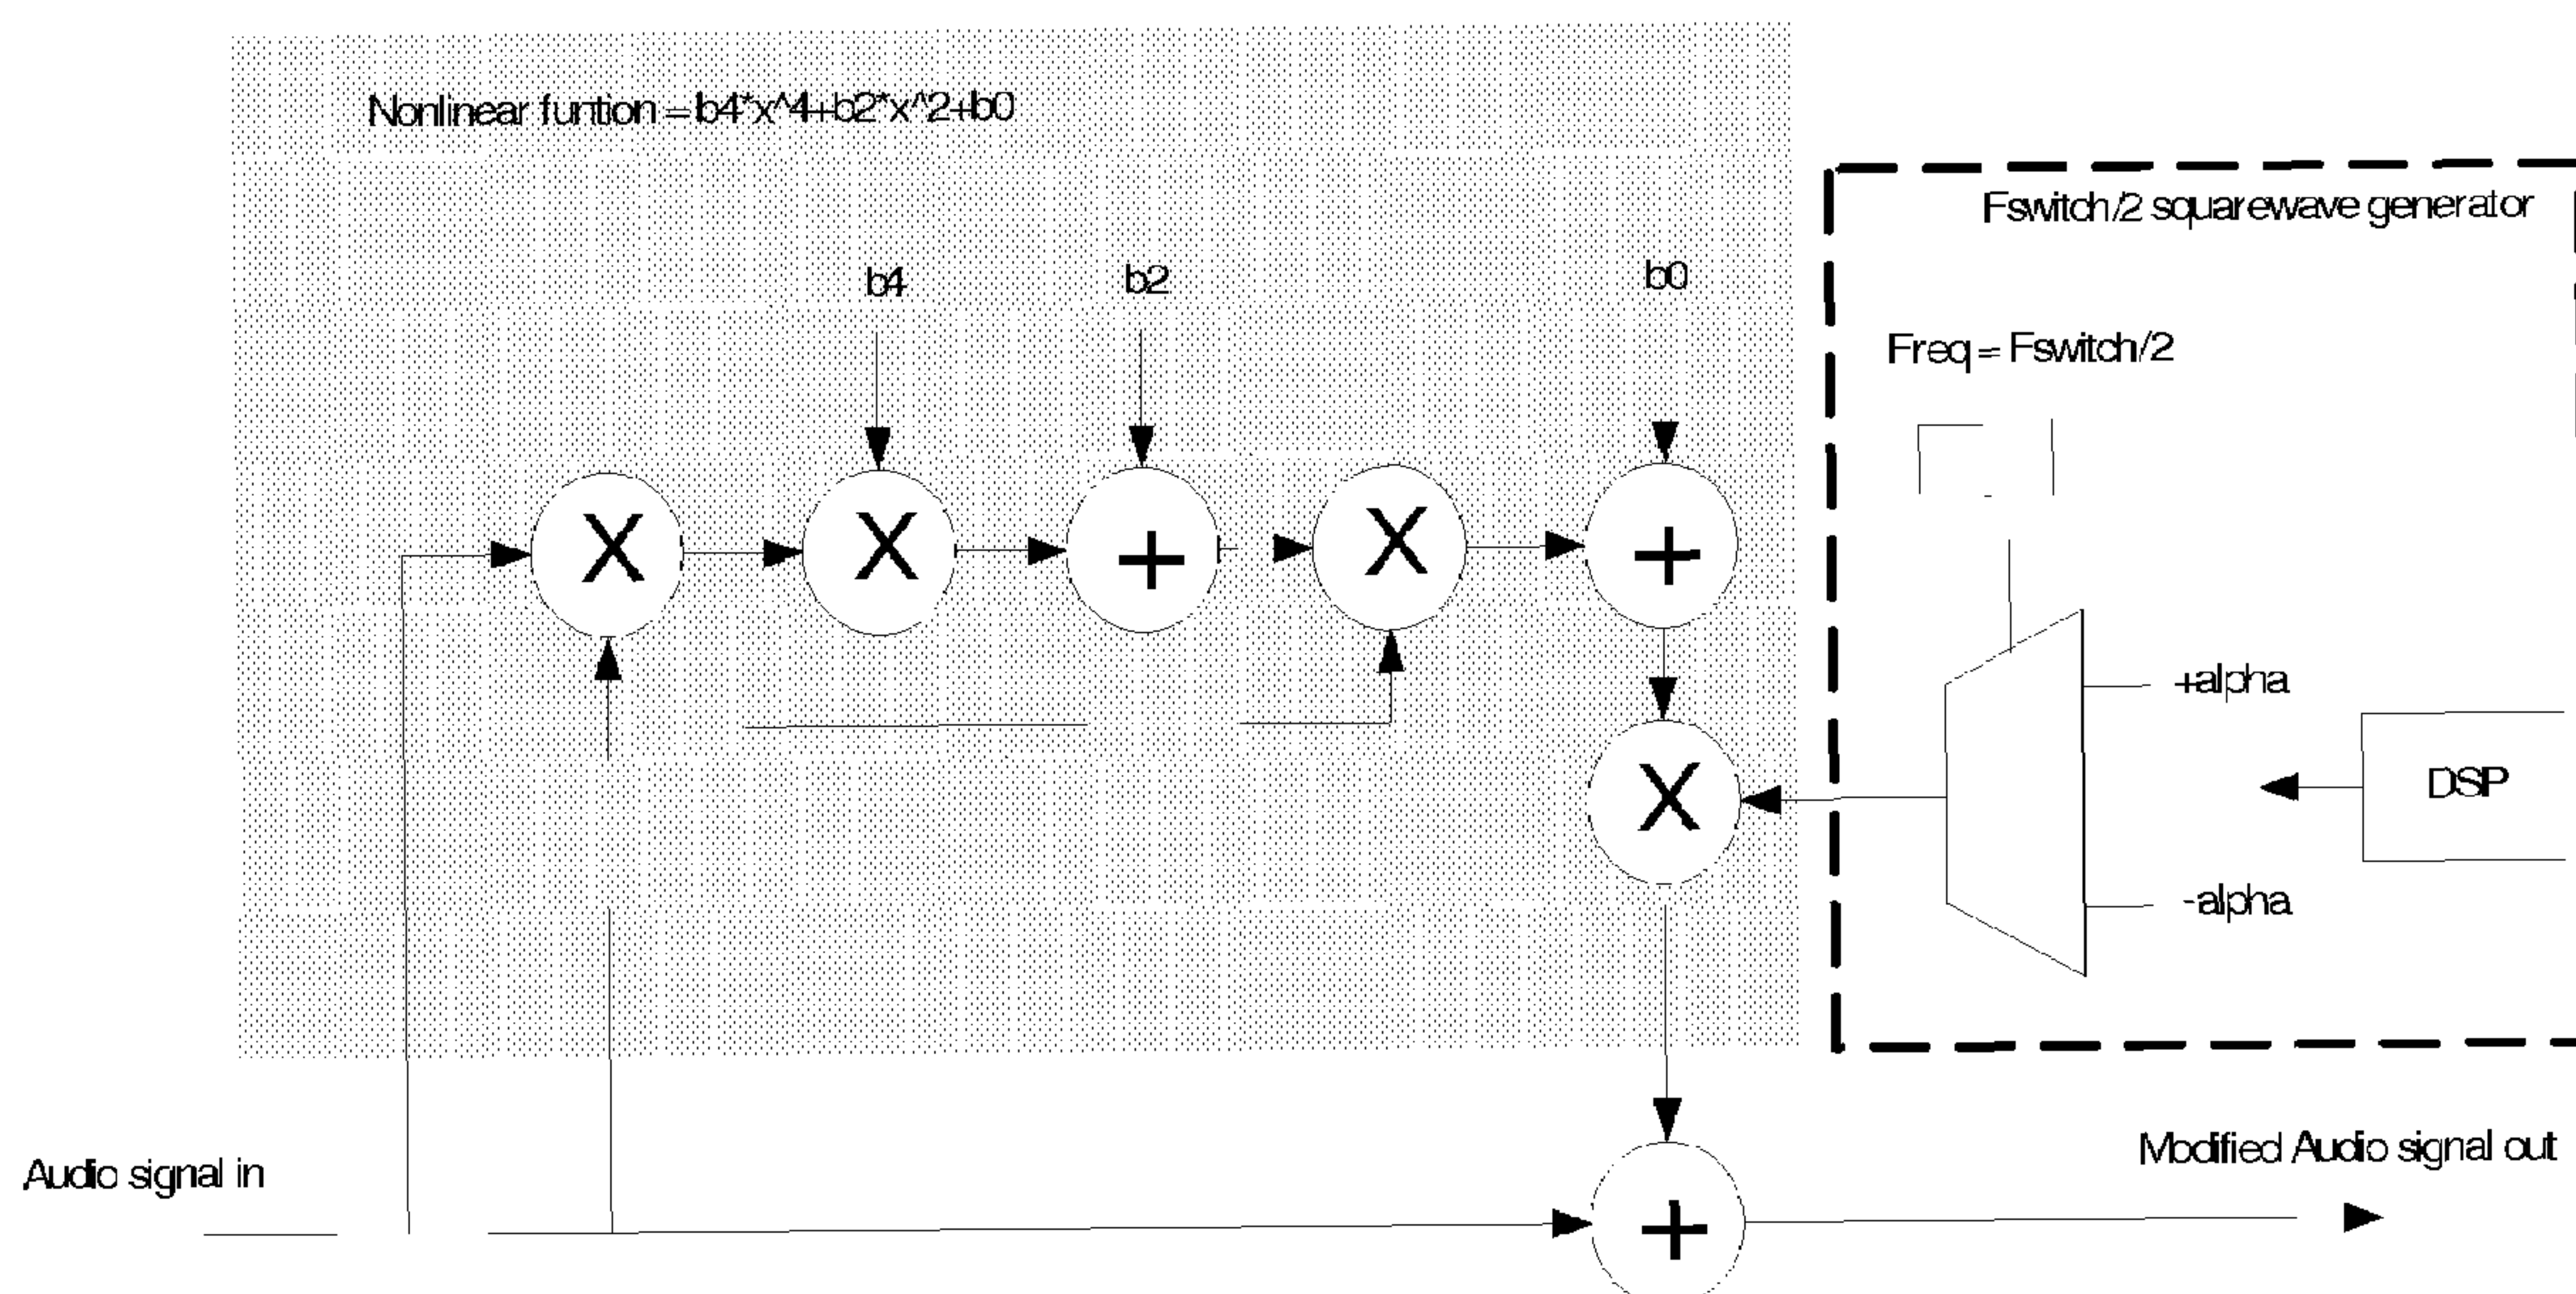 Nonlinear funtion = b4*x^4+b2*x^2+b0
Fswitch/2 squarewave generator
b4
b2
b0
Freq = Fswitch/2
X
X
+
X
+
+alpha
X
DSP
-alpha
Audio signal in
Modified Audio signal out
+